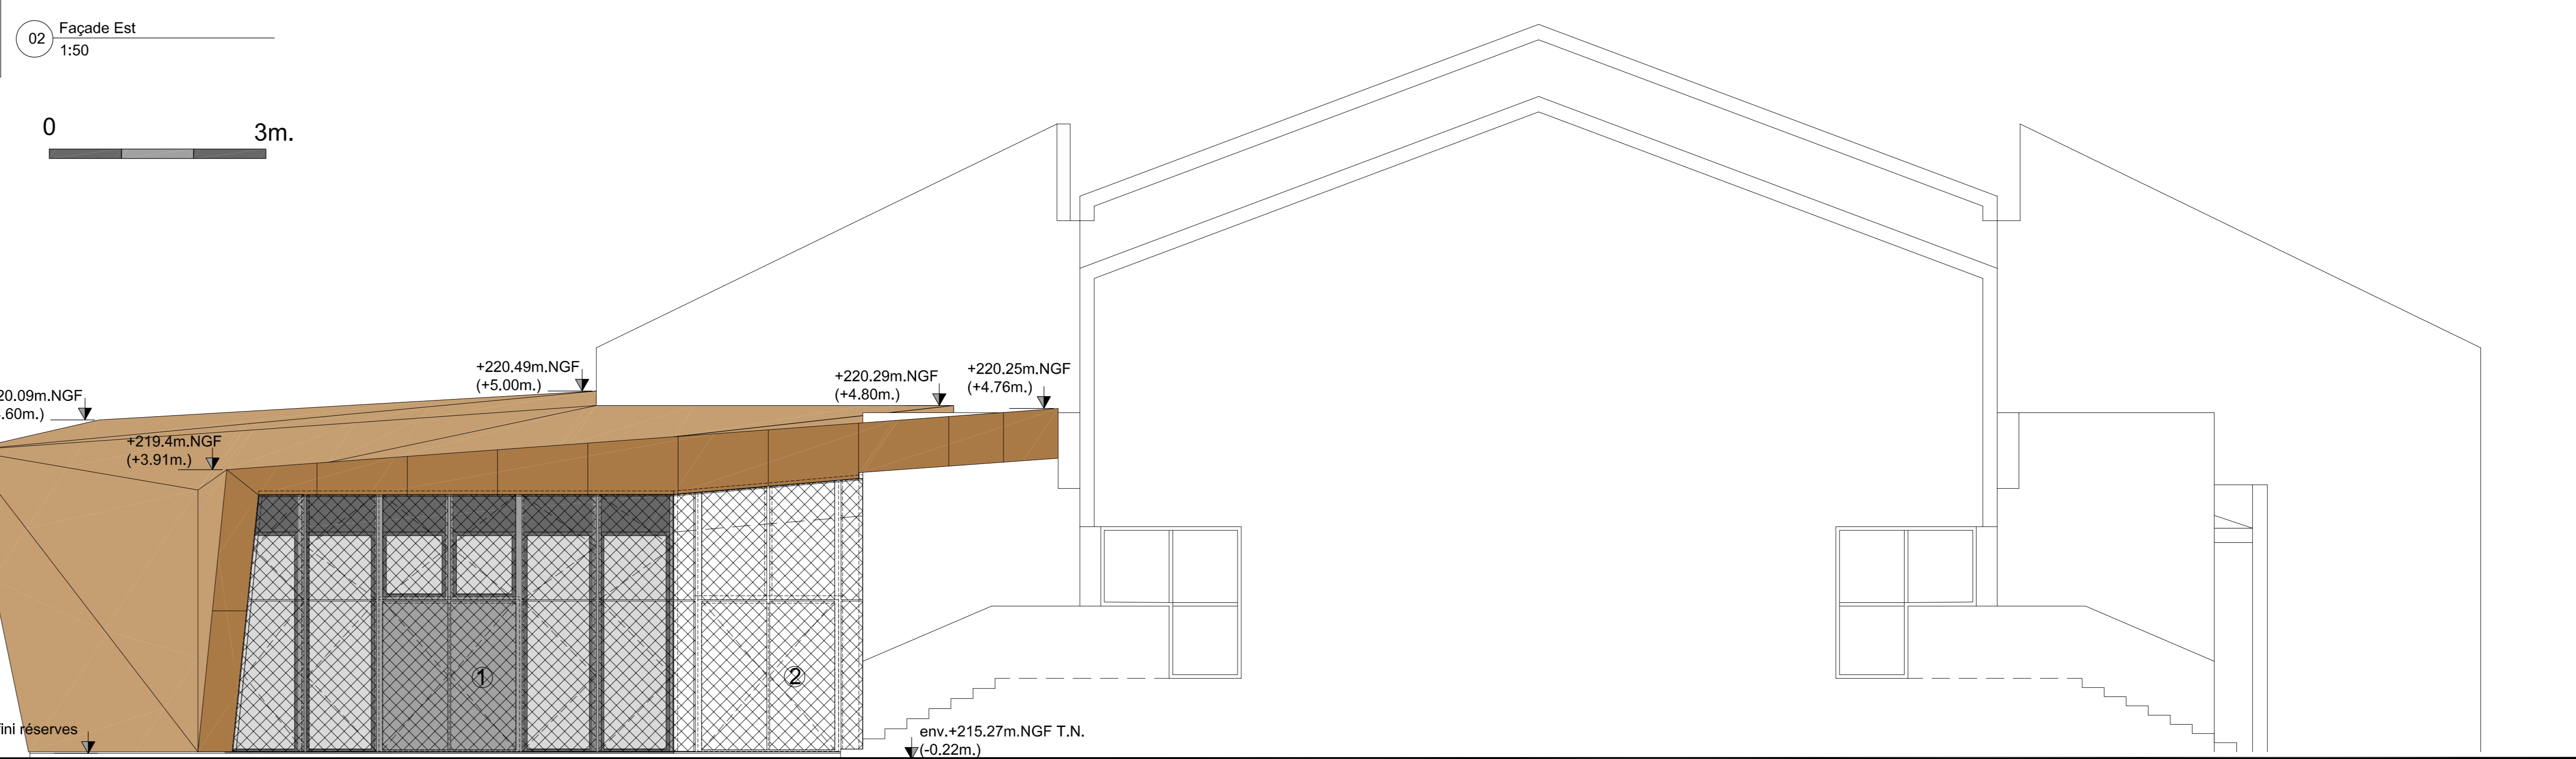 02
Façade Est
1:50
0 3m.
+220.49m.NGF
(+5.00m.)
+220.29m.NGF
(+4.80m.)
+220.25m.NGF
(+4.76m.)
20.09m.NGF
.60m.)
+219.4m.NGF
(+3.91m.)
1
2
ini réserves
env.+215.27m.NGF T.N.
(-0.22m.)